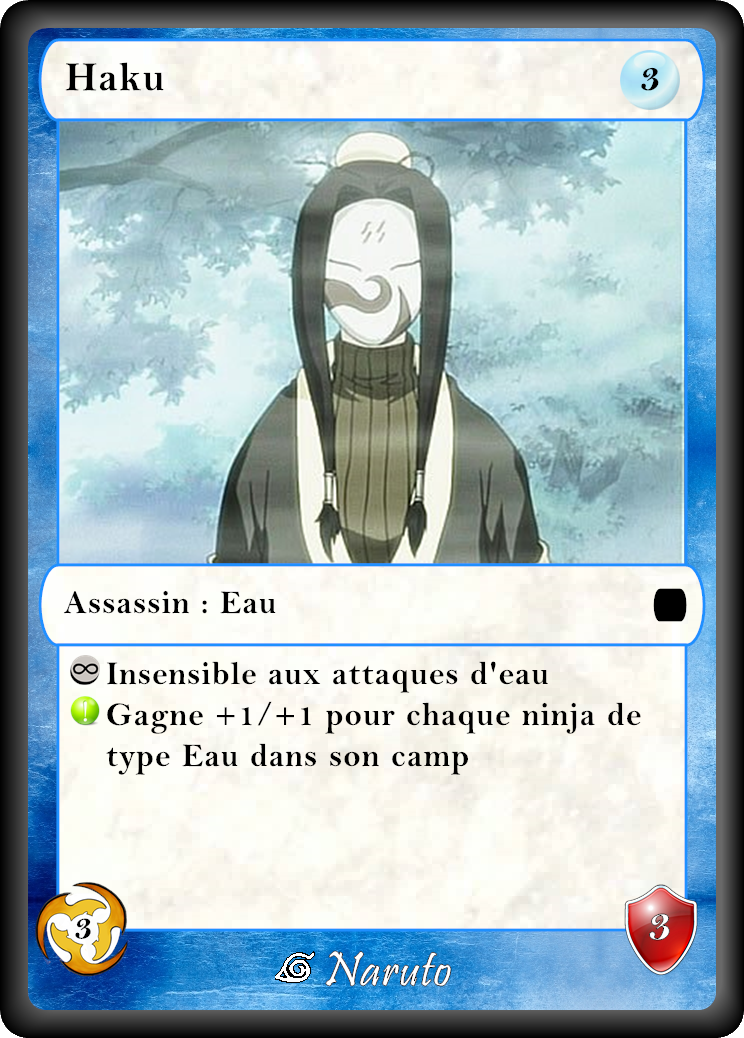 Haku
3
Assassin : Eau
Insensible aux attaques d'eau
Gagne +1/+1 pour chaque ninja de
type Eau dans son camp
3
3
Naruto